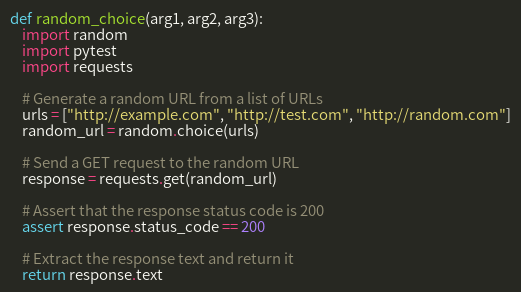 def random_choice(arg1, arg2, arg3):
    import random
    import pytest
    import requests

    # Generate a random URL from a list of URLs
    urls = ["http://example.com", "http://test.com", "http://random.com"]
    random_url = random.choice(urls)

    # Send a GET request to the random URL
    response = requests.get(random_url)

    # Assert that the response status code is 200
    assert response.status_code == 200

    # Extract the response text and return it
    return response.text